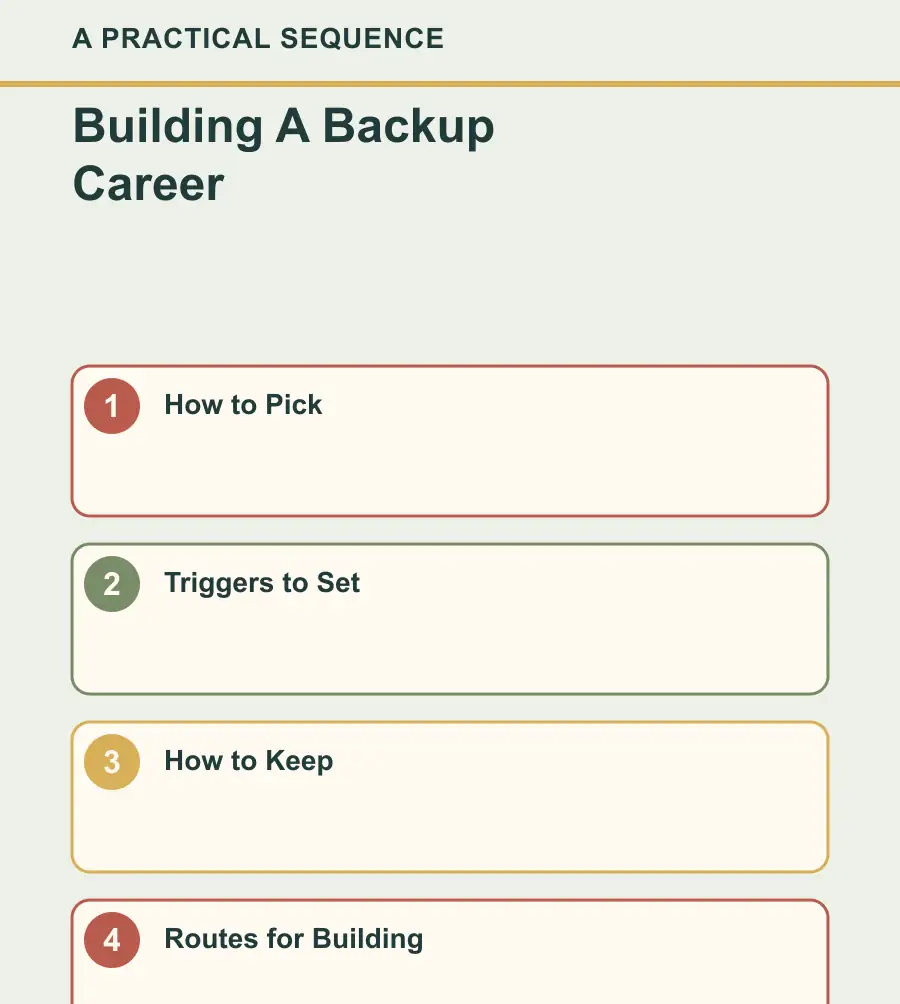 A PRACTICAL SEQUENCE
Building A Backup
Career
1
How to Pick
2
Triggers to Set
3
How to Keep
4
Routes for Building